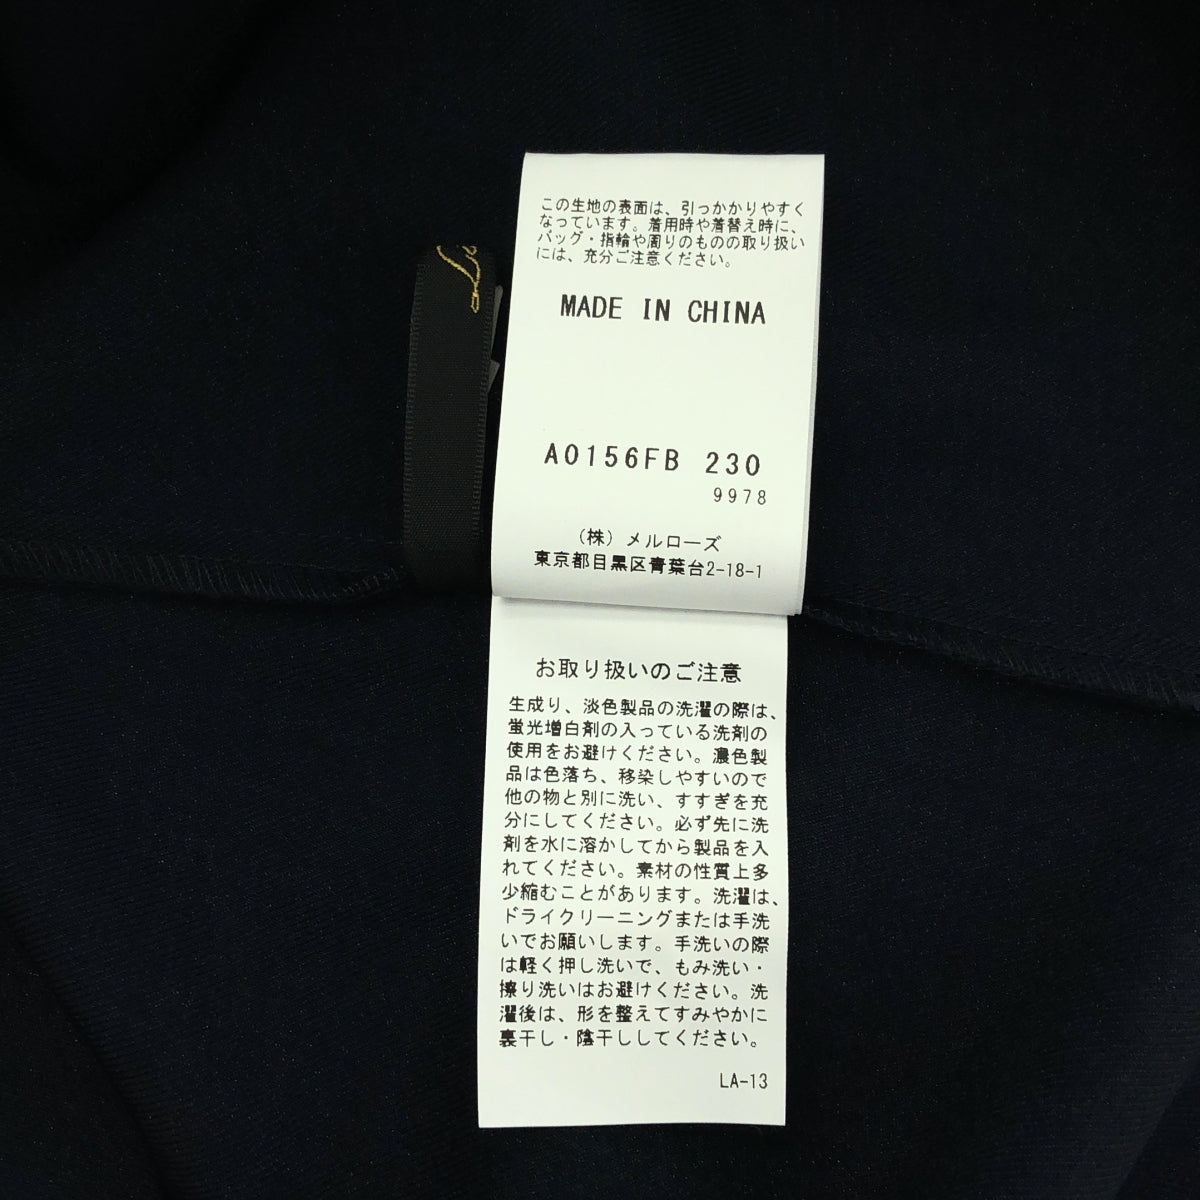 この生地の表面は、引っかかりやすく
なっています。着用時や着替え時に、
バッグ・指輪や周りのものの取り扱い
には、充分ご注意ください。
MADE IN CHINA
A0156FB 230
9978
(株) メルローズ
東京都目黒区青葉台2-18-1
お取り扱いのご注意
生成り、淡色製品の洗濯の際は、
蛍光増白剤の入っている洗剤の
使用をお避けください。濃色製
品は色落ち、移染しやすいので
他の物と別に洗い、すすぎを充
分にしてください。必ず先に洗
剤を水に溶かしてから製品を入
れてください。素材の性質上多
少縮むことがあります。洗濯は、
ドライクリーニングまたは手洗
いでお願いします。手洗いの際
は軽く押し洗いで、もみ洗い・
擦り洗いはお避けください。洗
濯後は、形を整えてすみやかに
裏干し・陰干ししてください。
LA-13